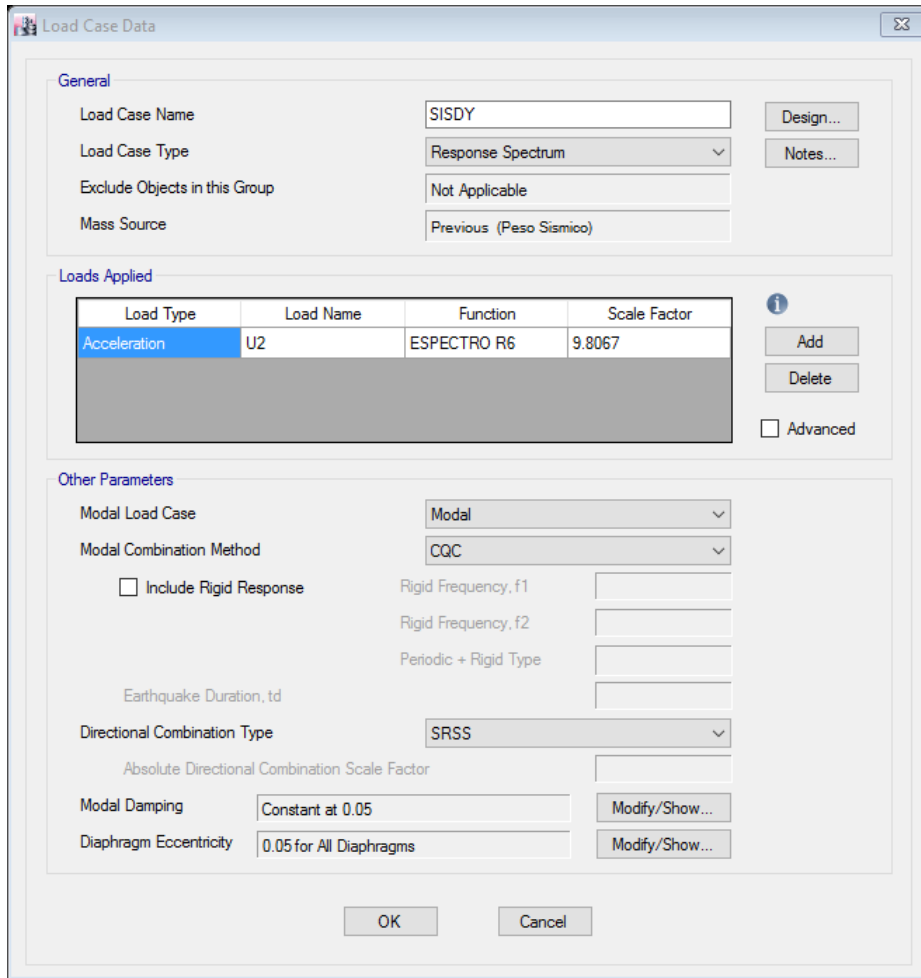 Load Case Data
General
Load Case Name SISDY Design...
Load Case Type Response Spectrum Notes...
Exclude Objects in this Group Not Applicable
Mass Source Previous (Peso Sismico)
Loads Applied
Load Type Load Name Function Scale Factor
Acceleration U2 ESPECTRO R6 9.8067
Add
Delete
Advanced
Other Parameters
Modal Load Case Modal
Modal Combination Method CQC
Include Rigid Response Rigid Frequency, f1
Rigid Frequency, f2
Periodic + Rigid Type
Earthquake Duration, td
Directional Combination Type SRSS
Absolute Directional Combination Scale Factor
Modal Damping Constant at 0.05 Modify/Show...
Diaphragm Eccentricity 0.05 for All Diaphragms Modify/Show...
OK Cancel